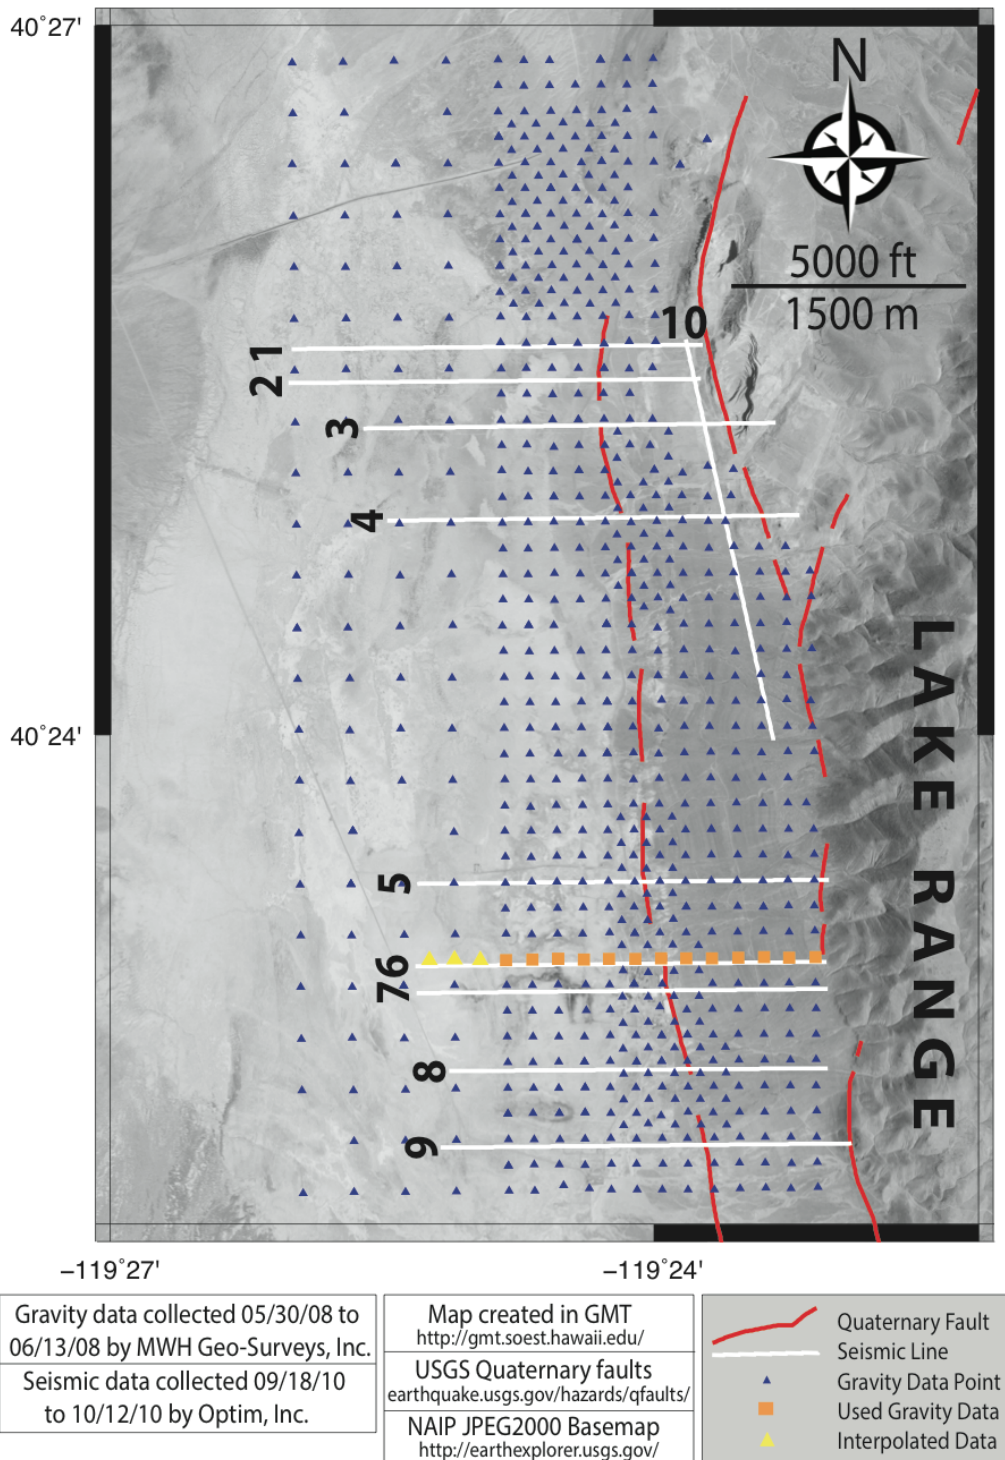 40°27'
N
5000 ft
1500 m
10
1
2
3
4
LAKE RANGE
40°24'
5
6
7
8
9
−119°27'
−119°24'
Gravity data collected 05/30/08 to
06/13/08 by MWH Geo-Surveys, Inc.
Seismic data collected 09/18/10
to 10/12/10 by Optim, Inc.
Map created in GMT
http://gmt.soest.hawaii.edu/
USGS Quaternary faults
earthquake.usgs.gov/hazards/qfaults/
NAIP JPEG2000 Basemap
http://earthexplorer.usgs.gov/
Quaternary Fault
Seismic Line
Gravity Data Point
Used Gravity Data
Interpolated Data